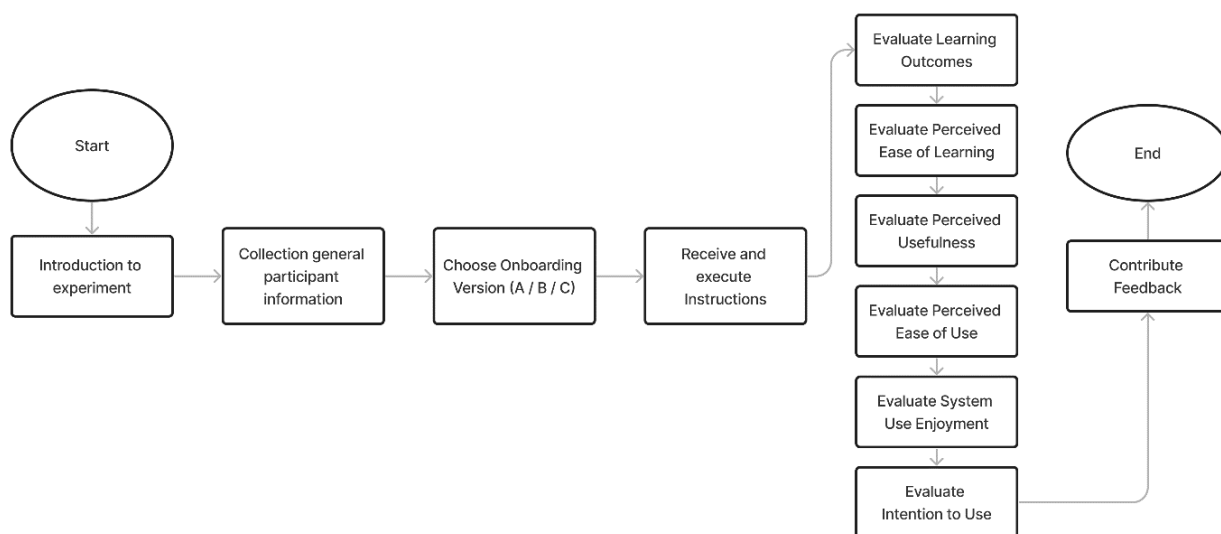 Start
Introduction to
experiment
Collection general
participant
information
Choose Onboarding
Version (A / B / C)
Receive and
execute
Instructions
Evaluate Learning
Outcomes
Evaluate Perceived
Ease of Learning
Evaluate Perceived
Usefulness
Evaluate Perceived
Ease of Use
Evaluate System
Use Enjoyment
Evaluate
Intention to Use
Contribute
Feedback
End